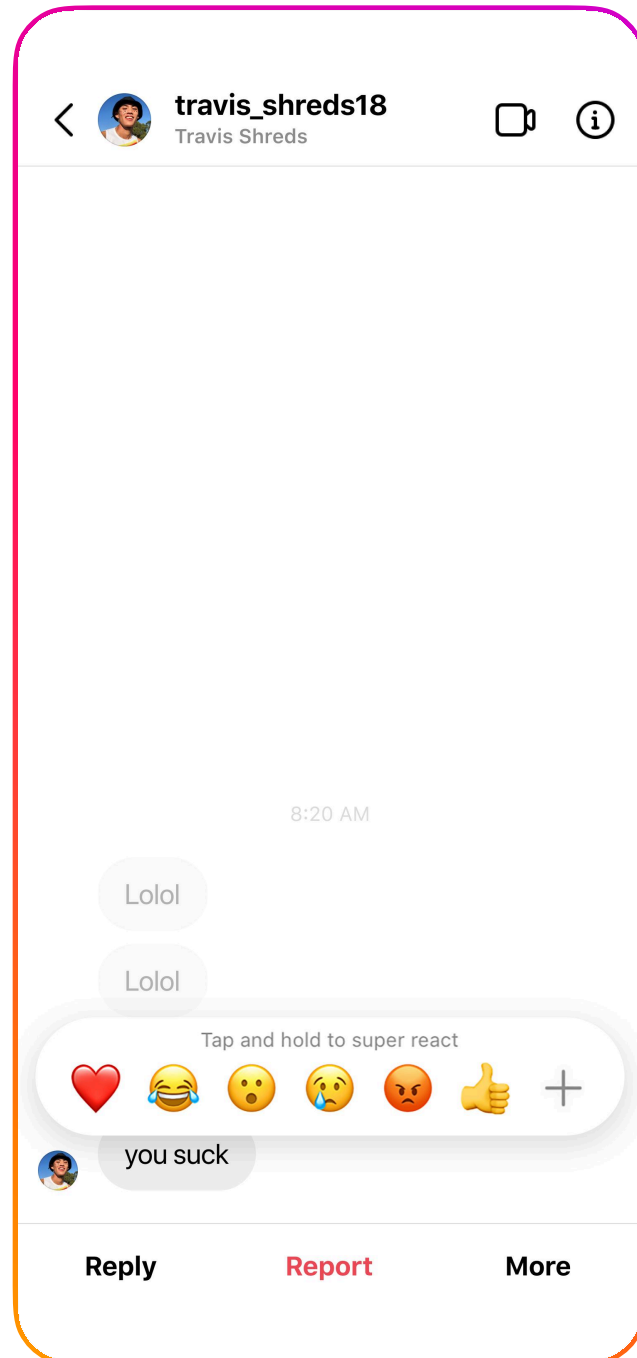 travis_shreds18
Travis Shreds
8:20 AM
Lolol
Lolol
Tap and hold to super react
you suck
Reply Report More